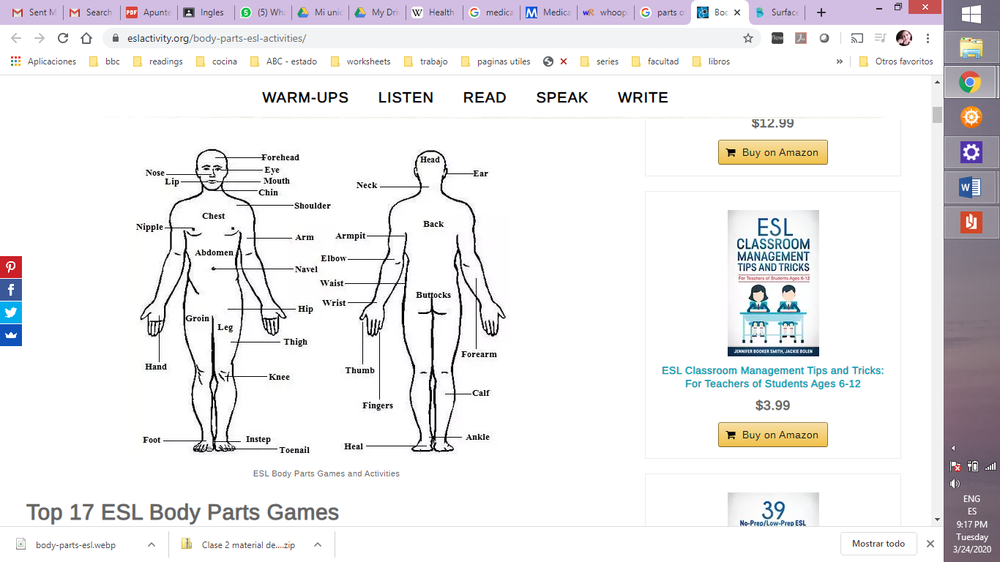 Sent M
Search
PDF Apunte
Ingles
5 (5) Wha
Mi unic
My Driv
W Health
medica
M Medica
wR whoop
parts o
Boc
Surface
eslactivity.org/body-parts-esl-activities/
Aplicaciones bbc readings cocina ABC - estado worksheets trabajo paginas utiles series facultad libros » Otros favoritos
WARM-UPS LISTEN READ SPEAK WRITE
Forehead
Nose
Eye
Lip
Mouth
Chin
Shoulder
Chest
Nipple
Arm
Abdomen
Navel
Hip
Groin
Leg
Thigh
Hand
Knee
Foot
Instep
Toenail
Head
Ear
Neck
Back
Armpit
Elbow
Waist
Buttocks
Wrist
Forearm
Thumb
Calf
Fingers
Ankle
Heal
ESL Body Parts Games and Activities
Top 17 ESL Body Parts Games
$12.99
Buy on Amazon
ESL
CLASSROOM
MANAGEMENT
TIPS AND TRICKS
For Teachers of Students Ages 6-12
JENNIFER BOOKER SMITH, JACKIE BOLEN
ESL Classroom Management Tips and Tricks:
For Teachers of Students Ages 6-12
$3.99
Buy on Amazon
39
No-Prep/Low-Prep ESL
body-parts-esl.webp
Clase 2 material de....zip
Mostrar todo
ENG
ES
9:17 PM
Tuesday
3/24/2020